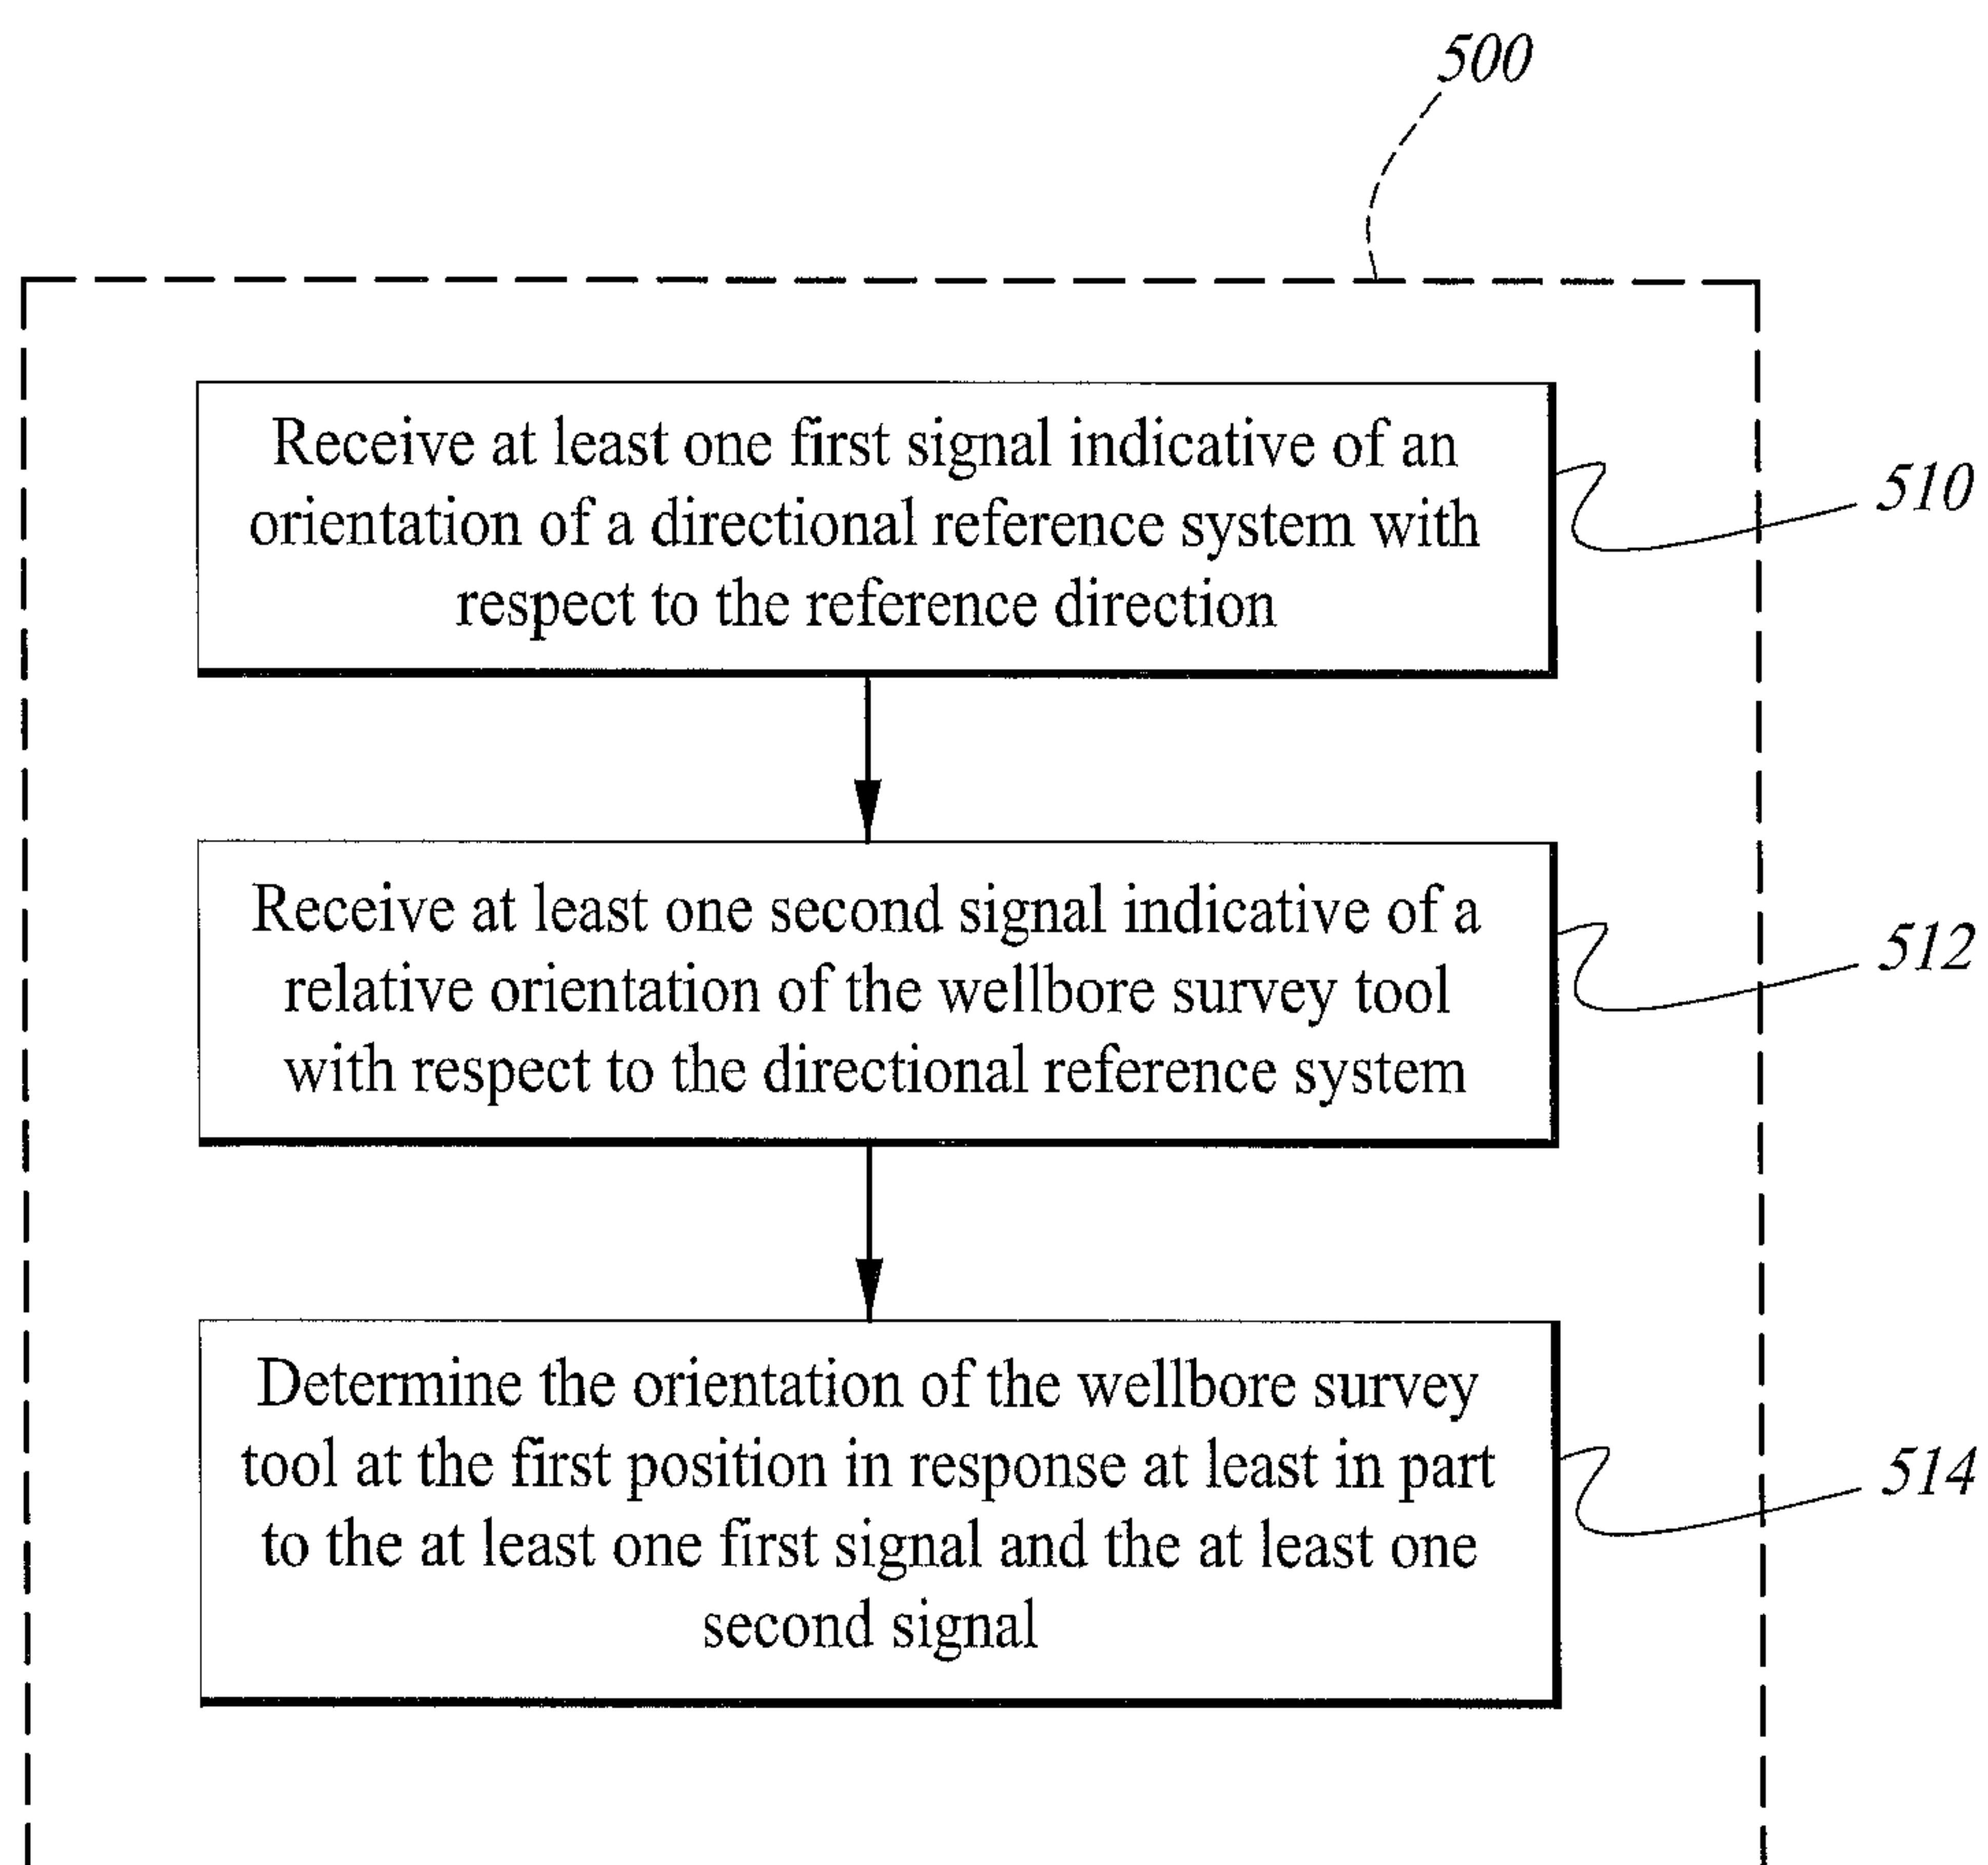 500
Receive at least one first signal indicative of an
orientation of a directional reference system with
respect to the reference direction
510
Receive at least one second signal indicative of a
relative orientation of the wellbore survey tool
with respect to the directional reference system
512
Determine the orientation of the wellbore survey
tool at the first position in response at least in part
to the at least one first signal and the at least one
second signal
514